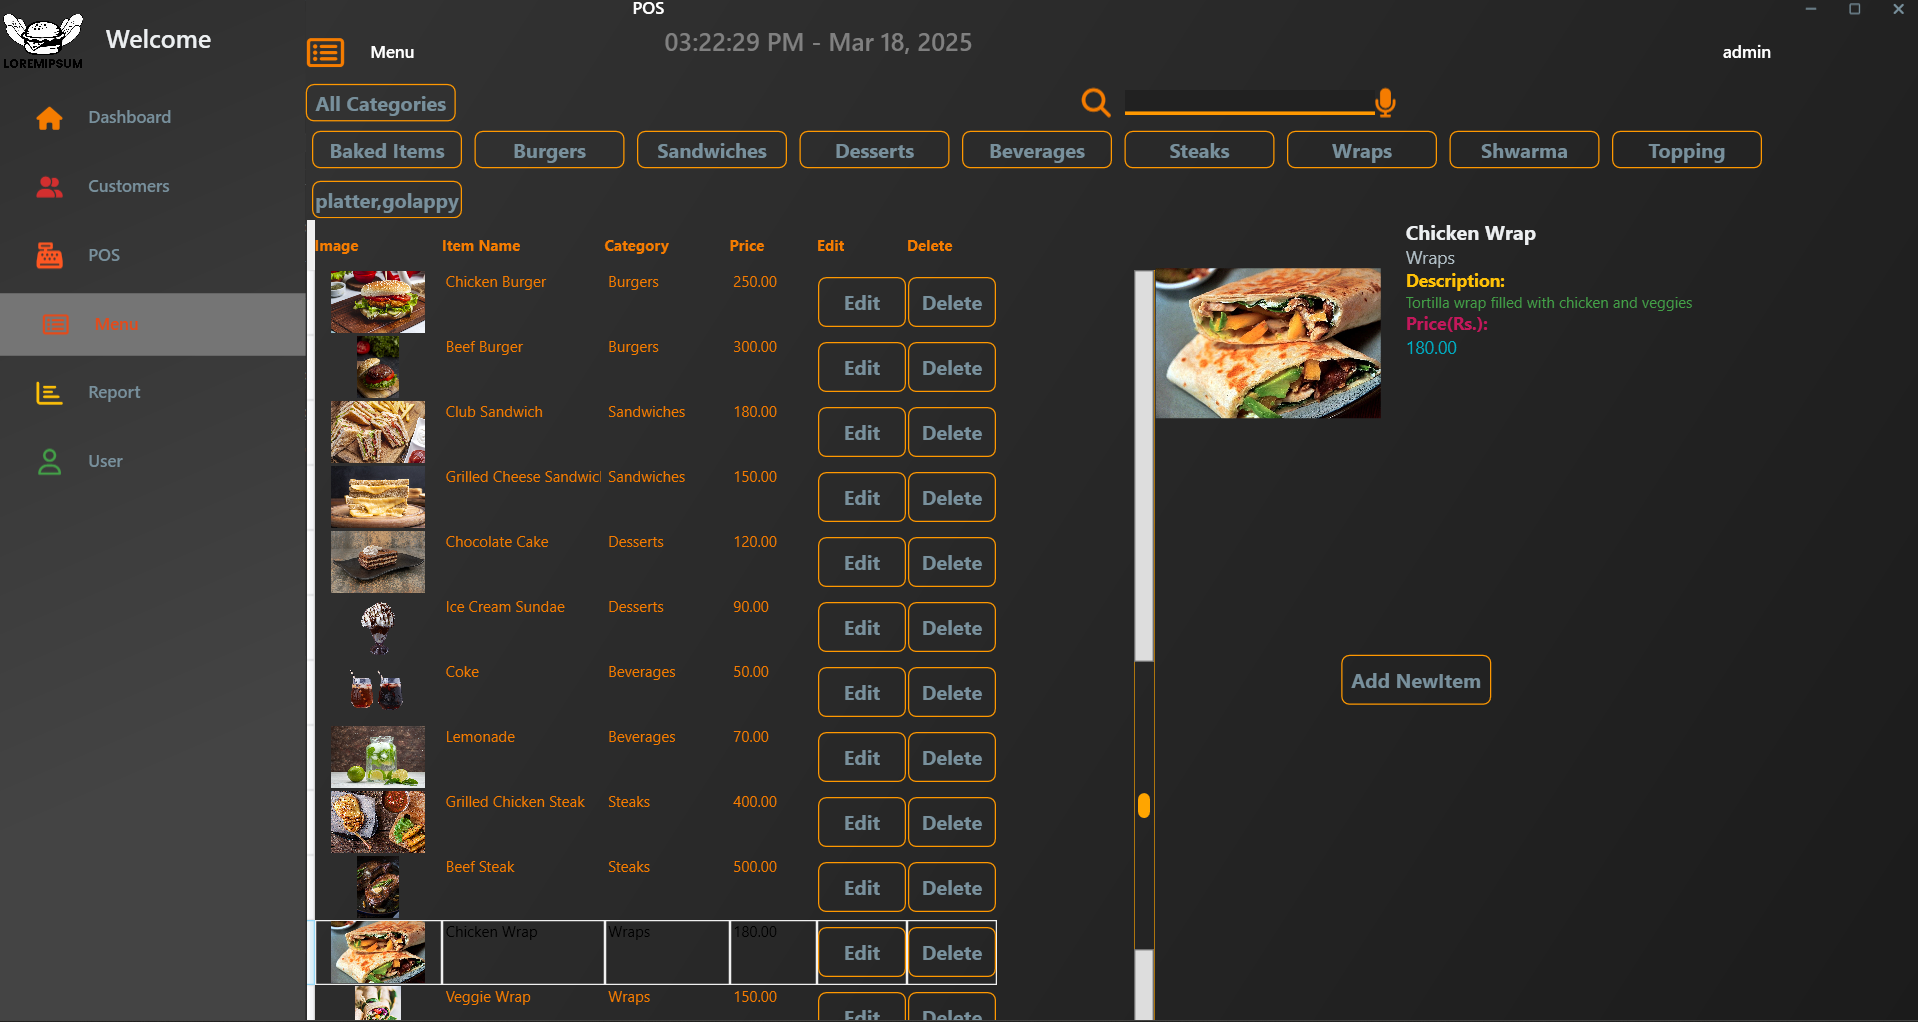 POS
LOREMIPSUM
Welcome
Menu
03:22:29 PM - Mar 18, 2025
admin
Dashboard
Customers
POS
Menu
Report
User
All Categories
Baked Items
Burgers
Sandwiches
Desserts
Beverages
Steaks
Wraps
Shwarma
Topping
platter,golappy
Image Item Name Category Price Edit Delete
Chicken Burger Burgers 250.00 Edit Delete
Beef Burger Burgers 300.00 Edit Delete
Club Sandwich Sandwiches 180.00 Edit Delete
Grilled Cheese Sandwicl Sandwiches 150.00 Edit Delete
Chocolate Cake Desserts 120.00 Edit Delete
Ice Cream Sundae Desserts 90.00 Edit Delete
Coke Beverages 50.00 Edit Delete
Lemonade Beverages 70.00 Edit Delete
Grilled Chicken Steak Steaks 400.00 Edit Delete
Beef Steak Steaks 500.00 Edit Delete
Chicken Wrap Wraps 180.00 Edit Delete
Veggie Wrap Wraps 150.00 Edit Delete
Chicken Wrap
Wraps
Description:
Tortilla wrap filled with chicken and veggies
Price(Rs.):
180.00
Add NewItem